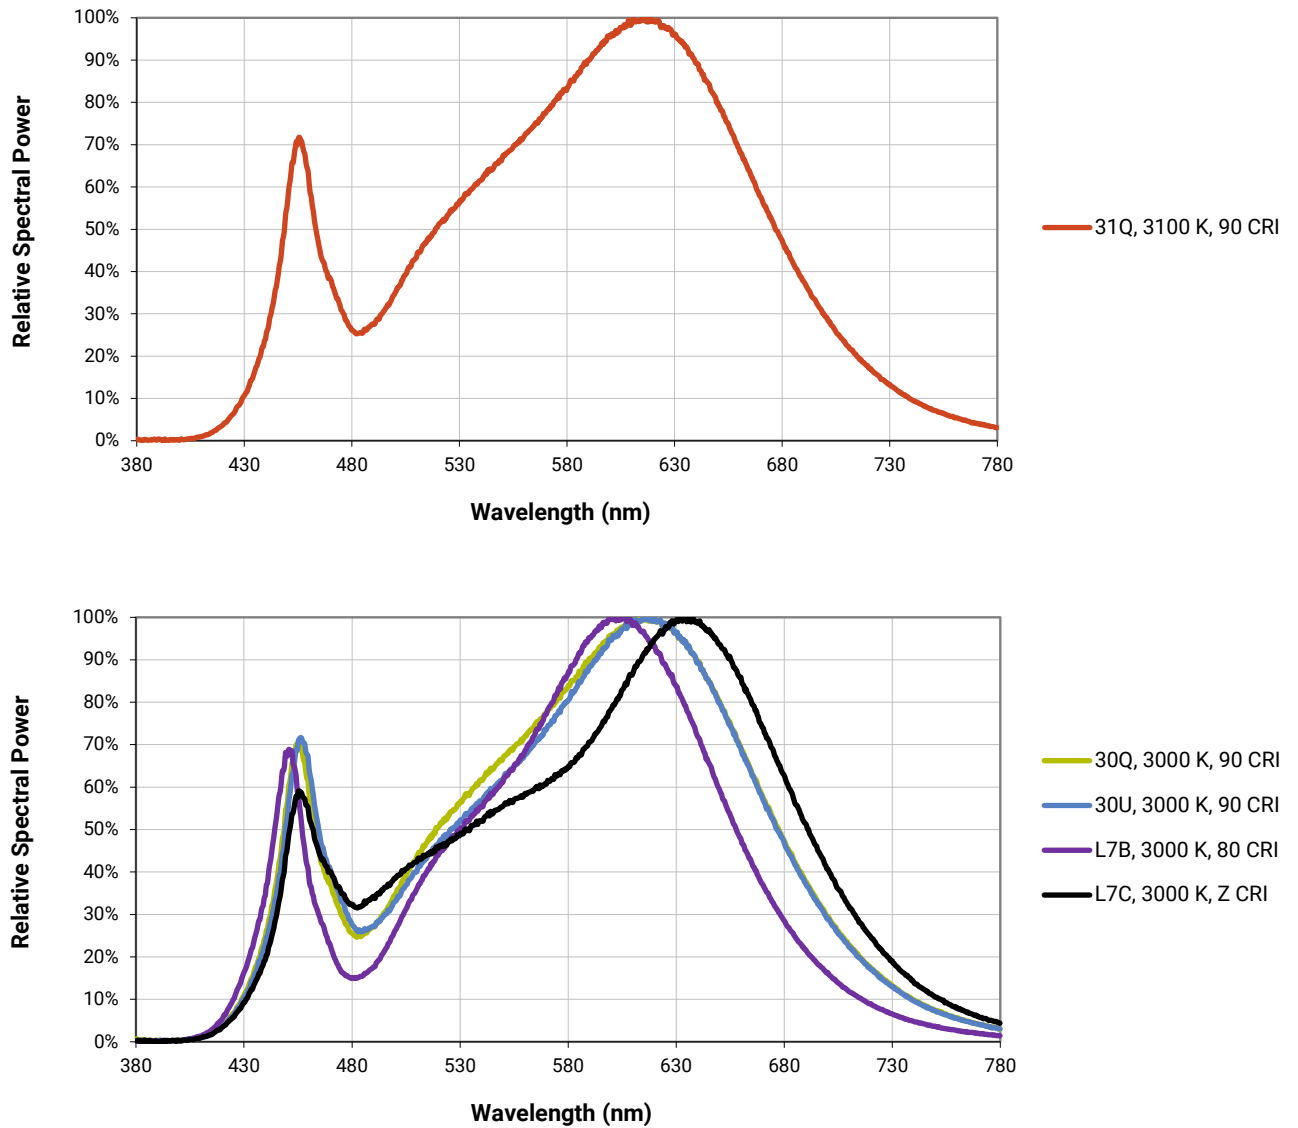 100%
90%
80%
70%
60%
50%
40%
30%
20%
10%
0%
Relative Spectral Power
380 430 480 530 580 630 680 730 780
Wavelength (nm)
31Q, 3100 K, 90 CRI
100%
90%
80%
70%
60%
50%
40%
30%
20%
10%
0%
Relative Spectral Power
380 430 480 530 580 630 680 730 780
Wavelength (nm)
30Q, 3000 K, 90 CRI
30U, 3000 K, 90 CRI
L7B, 3000 K, 80 CRI
L7C, 3000 K, Z CRI